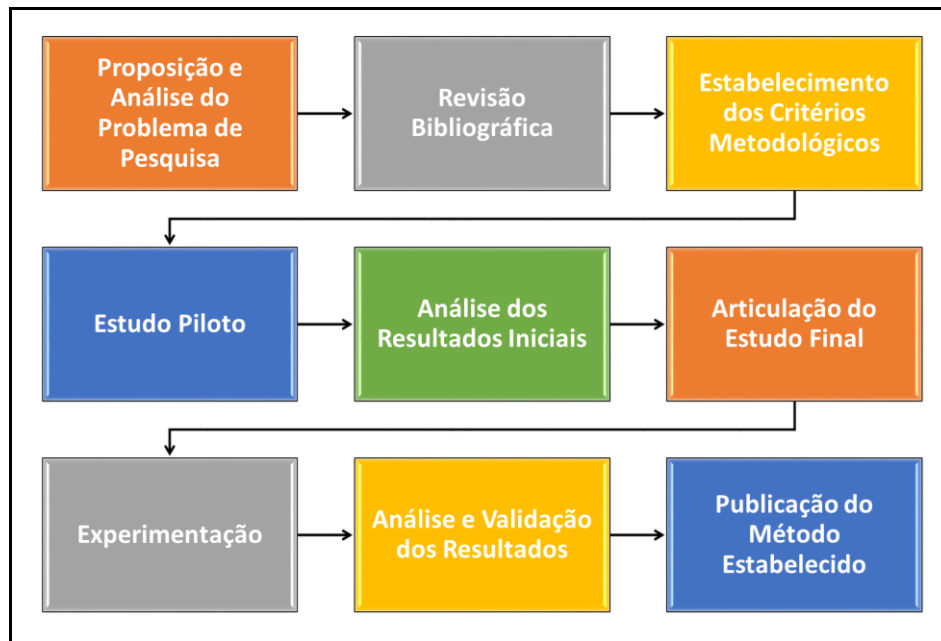 Proposição e
Análise do
Problema de
Pesquisa
Revisão
Bibliográfica
Estabelecimento
dos Critérios
Metodológicos
Estudo Piloto
Análise dos
Resultados Iniciais
Articulação do
Estudo Final
Experimentação
Análise e Validação
dos Resultados
Publicação do
Método
Estabelecido